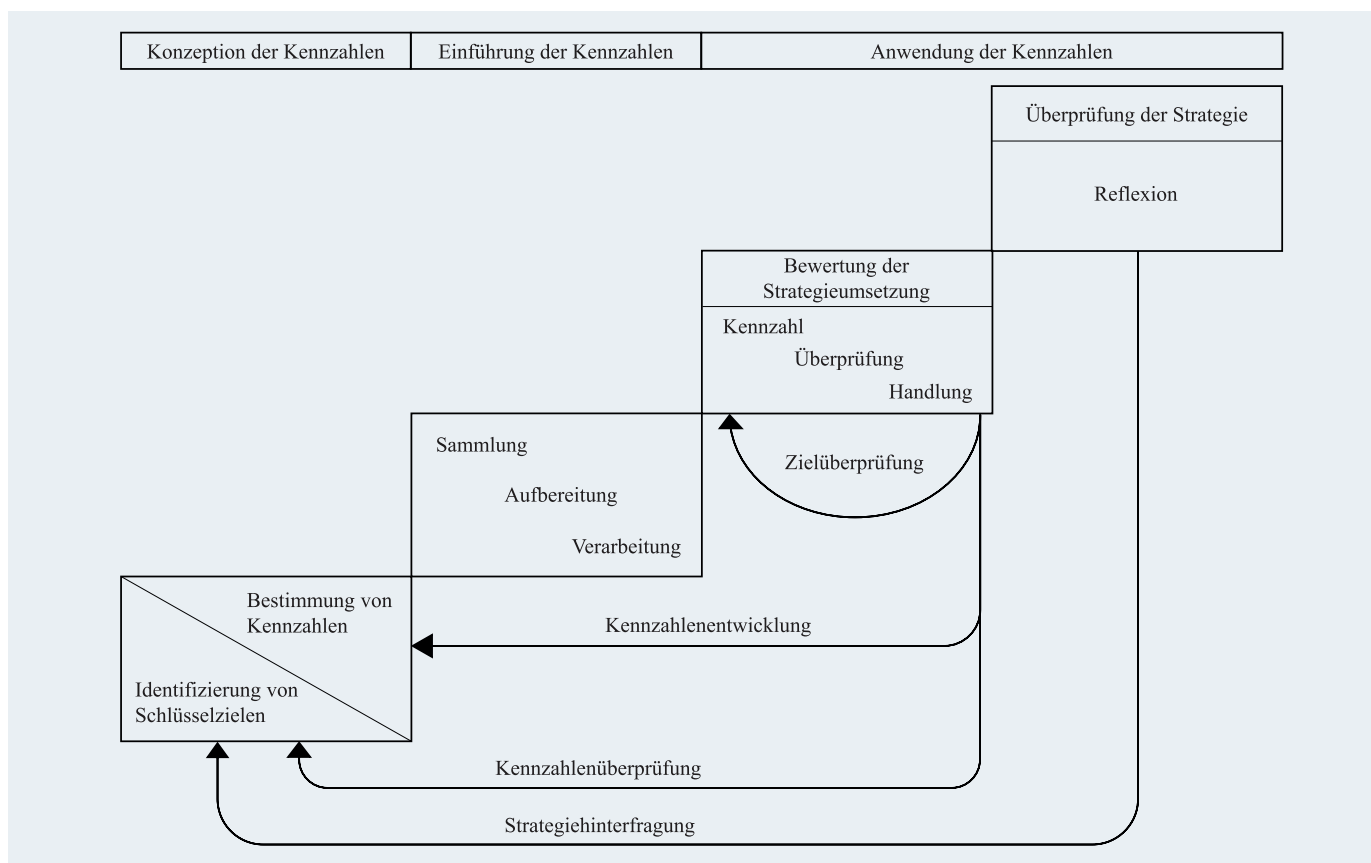 Konzeption der Kennzahlen
Einführung der Kennzahlen
Anwendung der Kennzahlen
Überprüfung der Strategie
Reflexion
Bewertung der
Strategieumsetzung
Kennzahl
Überprüfung
Handlung
Sammlung
Aufbereitung
Verarbeitung
Zielüberprüfung
Bestimmung von
Kennzahlen
Identifizierung von
Schlüsselzielen
Kennzahlenentwicklung
Kennzahlenüberprüfung
Strategiehinterfragung